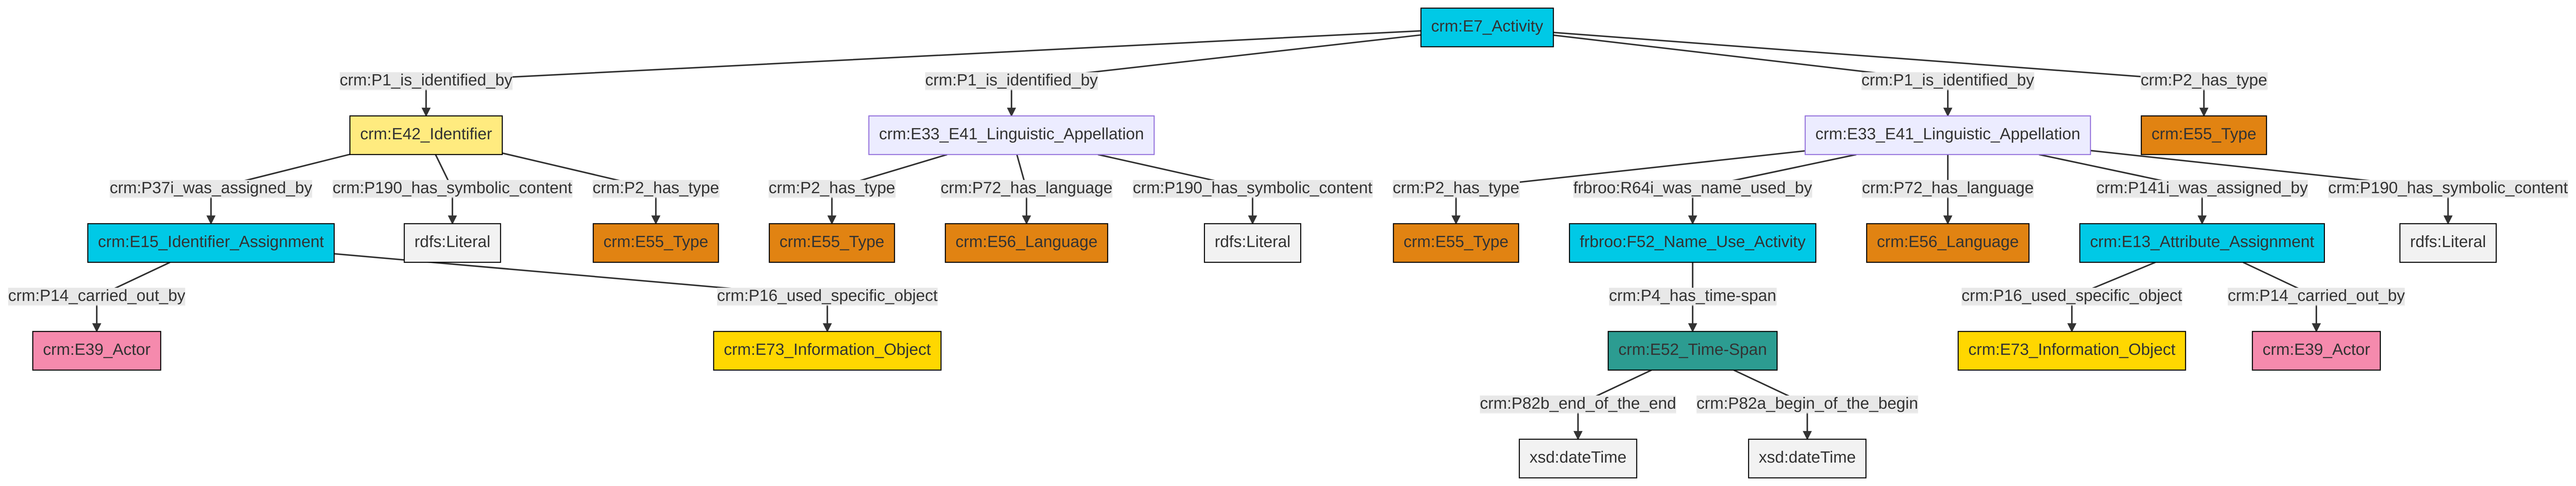 crm:E7_Activity
crm:P1_is_identified_by
crm:P1_is_identified_by
crm:P1_is_identified_by
crm:P2_has_type
crm:E42_Identifier
crm:E33_E41_Linguistic_Appellation
crm:E33_E41_Linguistic_Appellation
crm:E55_Type
crm:P37i_was_assigned_by
crm:P190_has_symbolic_content
crm:P2_has_type
crm:P2_has_type
crm:P72_has_language
crm:P190_has_symbolic_content
crm:P2_has_type
frbroo:R64i_was_name_used_by
crm:P72_has_language
crm:P141i_was_assigned_by
crm:P190_has_symbolic_content
crm:E15_Identifier_Assignment
rdfs:Literal
crm:E55_Type
crm:E55_Type
crm:E56_Language
rdfs:Literal
crm:E55_Type
frbroo:F52_Name_Use_Activity
crm:E56_Language
crm:E13_Attribute_Assignment
rdfs:Literal
crm:P14_carried_out_by
crm:P16_used_specific_object
crm:P4_has_time-span
crm:P16_used_specific_object
crm:P14_carried_out_by
crm:E39_Actor
crm:E73_Information_Object
crm:E52_Time-Span
crm:E73_Information_Object
crm:E39_Actor
crm:P82b_end_of_the_end
crm:P82a_begin_of_the_begin
xsd:dateTime
xsd:dateTime